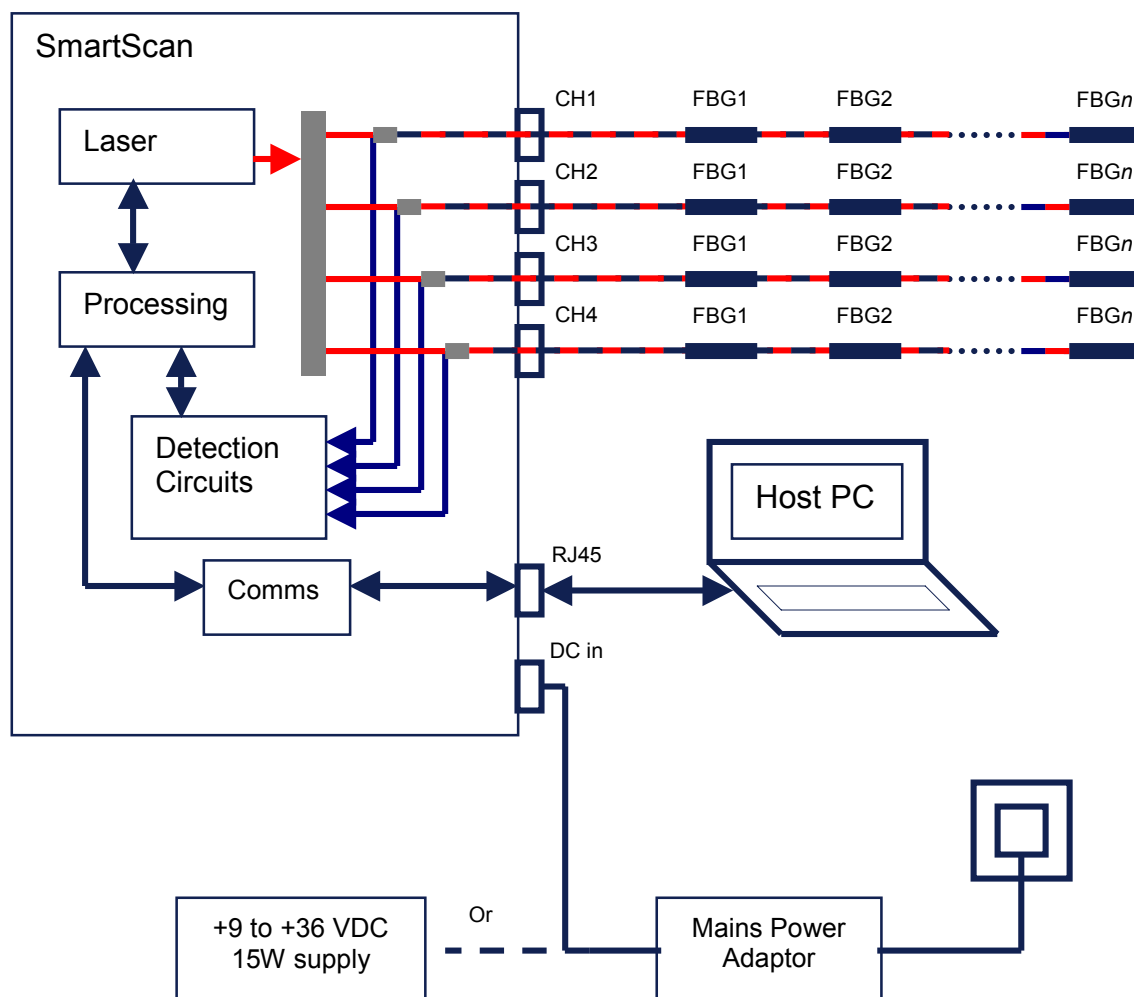 SmartScan
Laser
Processing
Detection
Circuits
Comms
CH1 FBG1 FBG2 FBGn
CH2 FBG1 FBG2 FBGn
CH3 FBG1 FBG2 FBGn
CH4 FBG1 FBG2 FBGn
Host PC
RJ45
DC in
+9 to +36 VDC
15W supply
Or
Mains Power
Adaptor